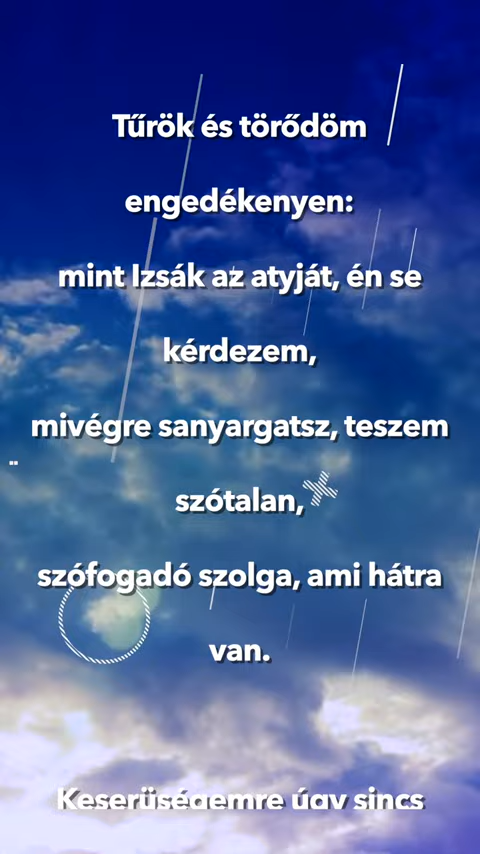 Tűrök és törődöm
engedékenyen:
mint Izsák az atyját, én se
kérdezem,
mivégre sanyargatsz, teszem
szótalan,
szófogadó szolga, ami hátra
van.
Keserüségemre úgy sincs